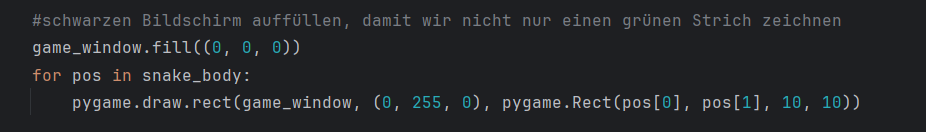 #schwarzen Bildschirm auffüllen, damit wir nicht nur einen grünen Strich zeichnen
game_window.fill((0, 0, 0))
for pos in snake_body:
    pygame.draw.rect(game_window, (0, 255, 0), pygame.Rect(pos[0], pos[1], 10, 10))